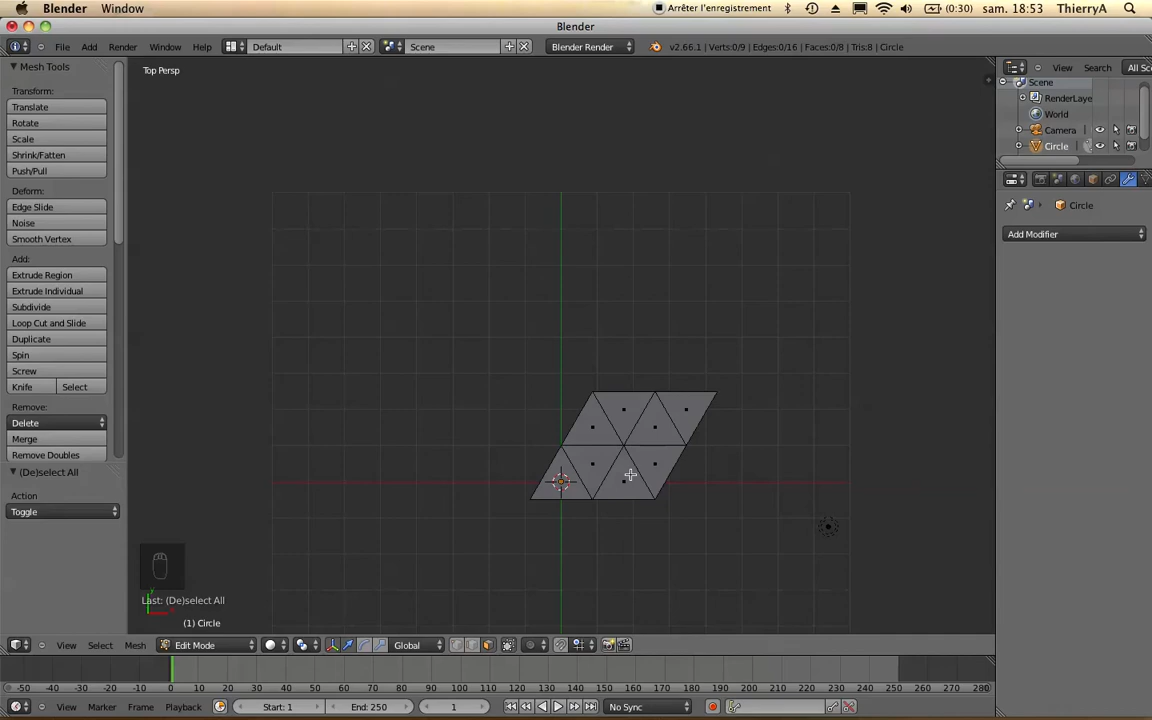 Blender Window Arrêter l'enregistrement (0:30) sam. 18:53 ThierryA
Blender
File Add Render Window Help Default Scene Blender Render v2.66.1 | Verts:0/9 | Edges:0/16 | Faces:0/8 | Tris:8 | Circle
View Search All Sce
Mesh Tools
Top Persp
Scene
RenderLaye
World
Camera
Circle
Transform:
Translate
Rotate
Scale
Shrink/Fatten
Push/Pull
Circle
Add Modifier
Deform:
Edge Slide
Noise
Smooth Vertex
Add:
Extrude Region
Extrude Individual
Subdivide
Loop Cut and Slide
Duplicate
Spin
Screw
Knife Select
Remove:
Delete
Merge
Remove Doubles
(De)select All
Action
Toggle
Last: (De)select All
(1) Circle
View Select Mesh Edit Mode Global
-50 -40 -30 -20 -10 0 10 20 30 40 50 60 70 80 90 100 110 120 130 140 150 160 170 180 190 200 210 220 230 240 250 260 270 280
View Marker Frame Playback Start: 1 End: 250 1 No Sync